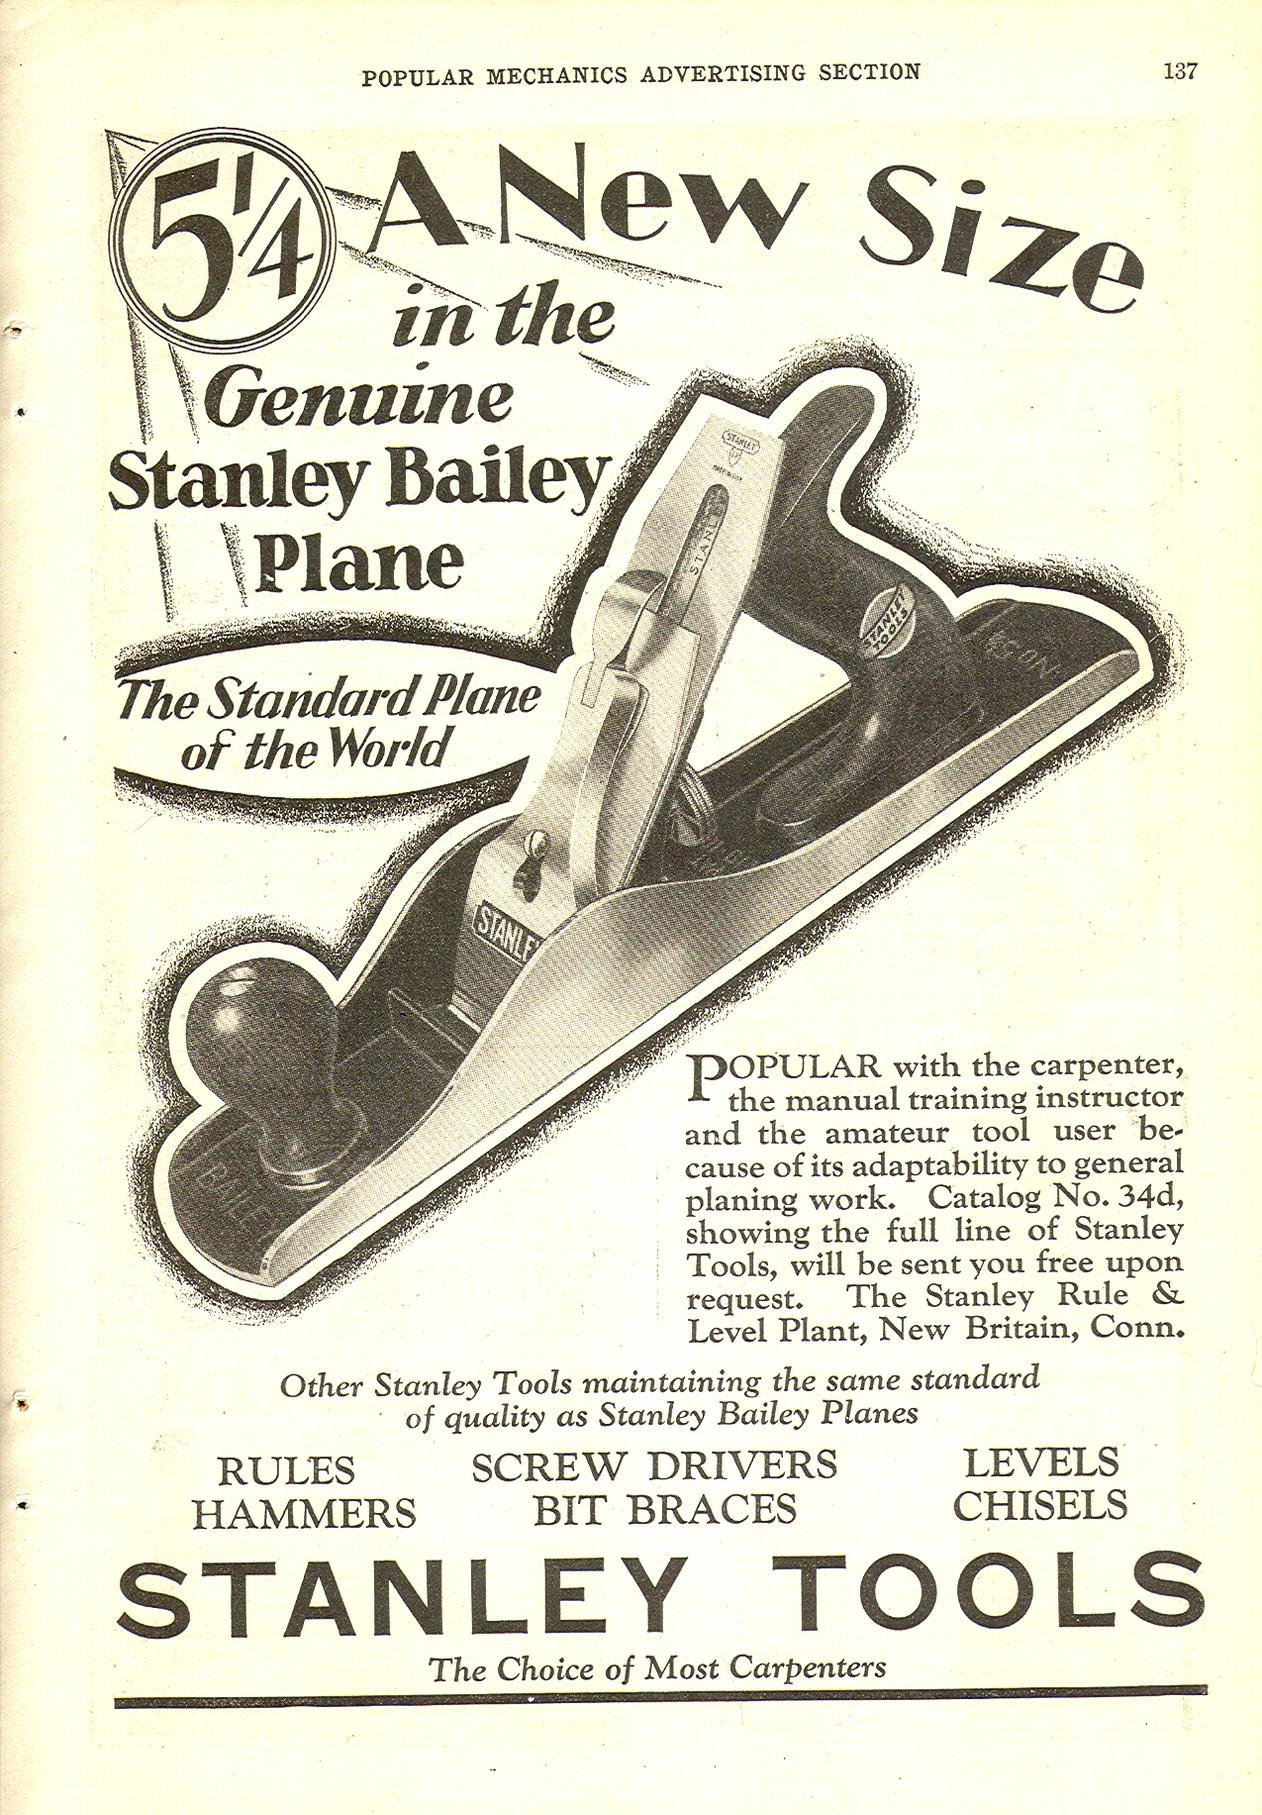 POPULAR MECHANICS ADVERTISING SECTION 137
5 1/4 A New Size
in the
Genuine
Stanley Bailey
Plane
The Standard Plane
of the World
STANLEY
STANLEY
STANLEY
TOOLS
No 5¼
STANLEY
BAILEY
POPULAR with the carpenter,
the manual training instructor
and the amateur tool user be-
cause of its adaptability to general
planing work. Catalog No. 34d,
showing the full line of Stanley
Tools, will be sent you free upon
request. The Stanley Rule &
Level Plant, New Britain, Conn.
Other Stanley Tools maintaining the same standard
of quality as Stanley Bailey Planes
RULES SCREW DRIVERS LEVELS
HAMMERS BIT BRACES CHISELS
STANLEY TOOLS
The Choice of Most Carpenters